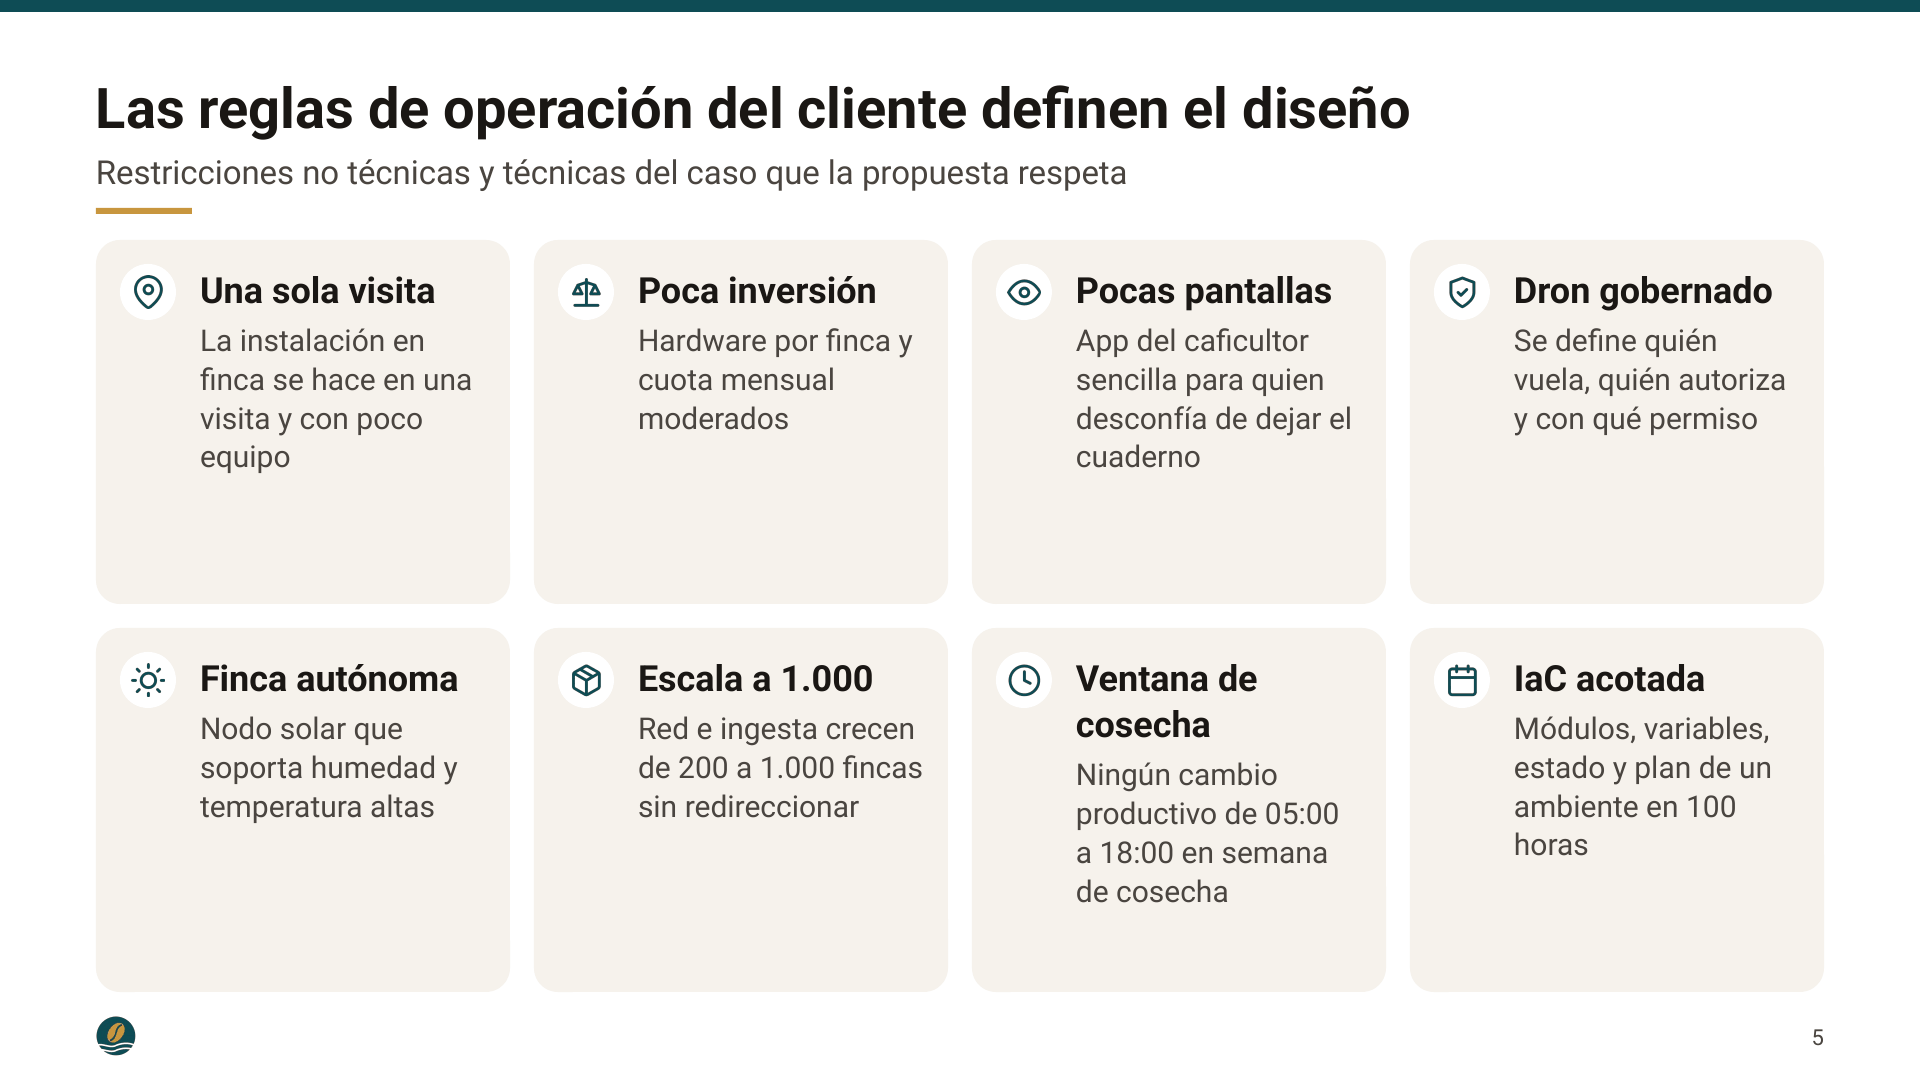 Las reglas de operación del cliente definen el diseño
Restricciones no técnicas y técnicas del caso que la propuesta respeta
Una sola visita
La instalación en
finca se hace en una
visita y con poco
equipo
Poca inversión
Hardware por finca y
cuota mensual
moderados
Pocas pantallas
App del caficultor
sencilla para quien
desconfía de dejar el
cuaderno
Dron gobernado
Se define quién
vuela, quién autoriza
y con qué permiso
Finca autónoma
Nodo solar que
soporta humedad y
temperatura altas
Escala a 1.000
Red e ingesta crecen
de 200 a 1.000 fincas
sin redireccionar
Ventana de
cosecha
Ningún cambio
productivo de 05:00
a 18:00 en semana
de cosecha
IaC acotada
Módulos, variables,
estado y plan de un
ambiente en 100
horas
5